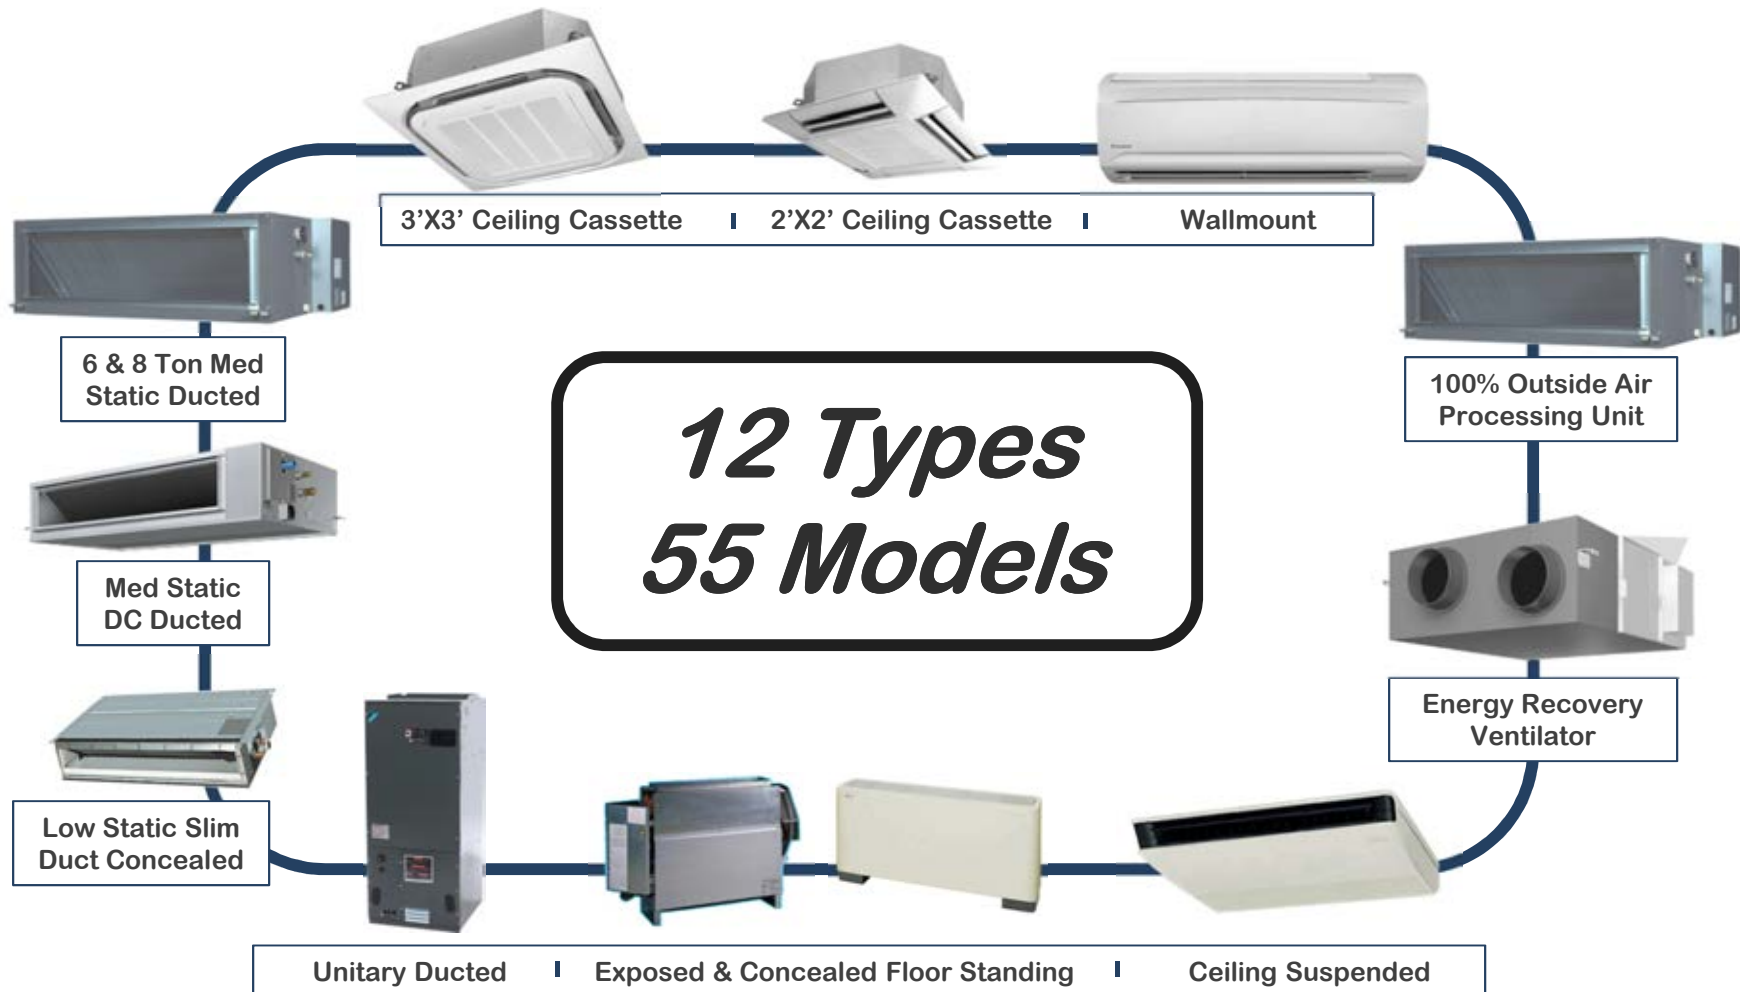 3’X3’ Ceiling Cassette ı 2’X2’ Ceiling Cassette ı Wallmount
6 & 8 Ton Med
Static Ducted
100% Outside Air
Processing Unit
12 Types
55 Models
Med Static
DC Ducted
Energy Recovery
Ventilator
Low Static Slim
Duct Concealed
Unitary Ducted ı Exposed & Concealed Floor Standing ı Ceiling Suspended